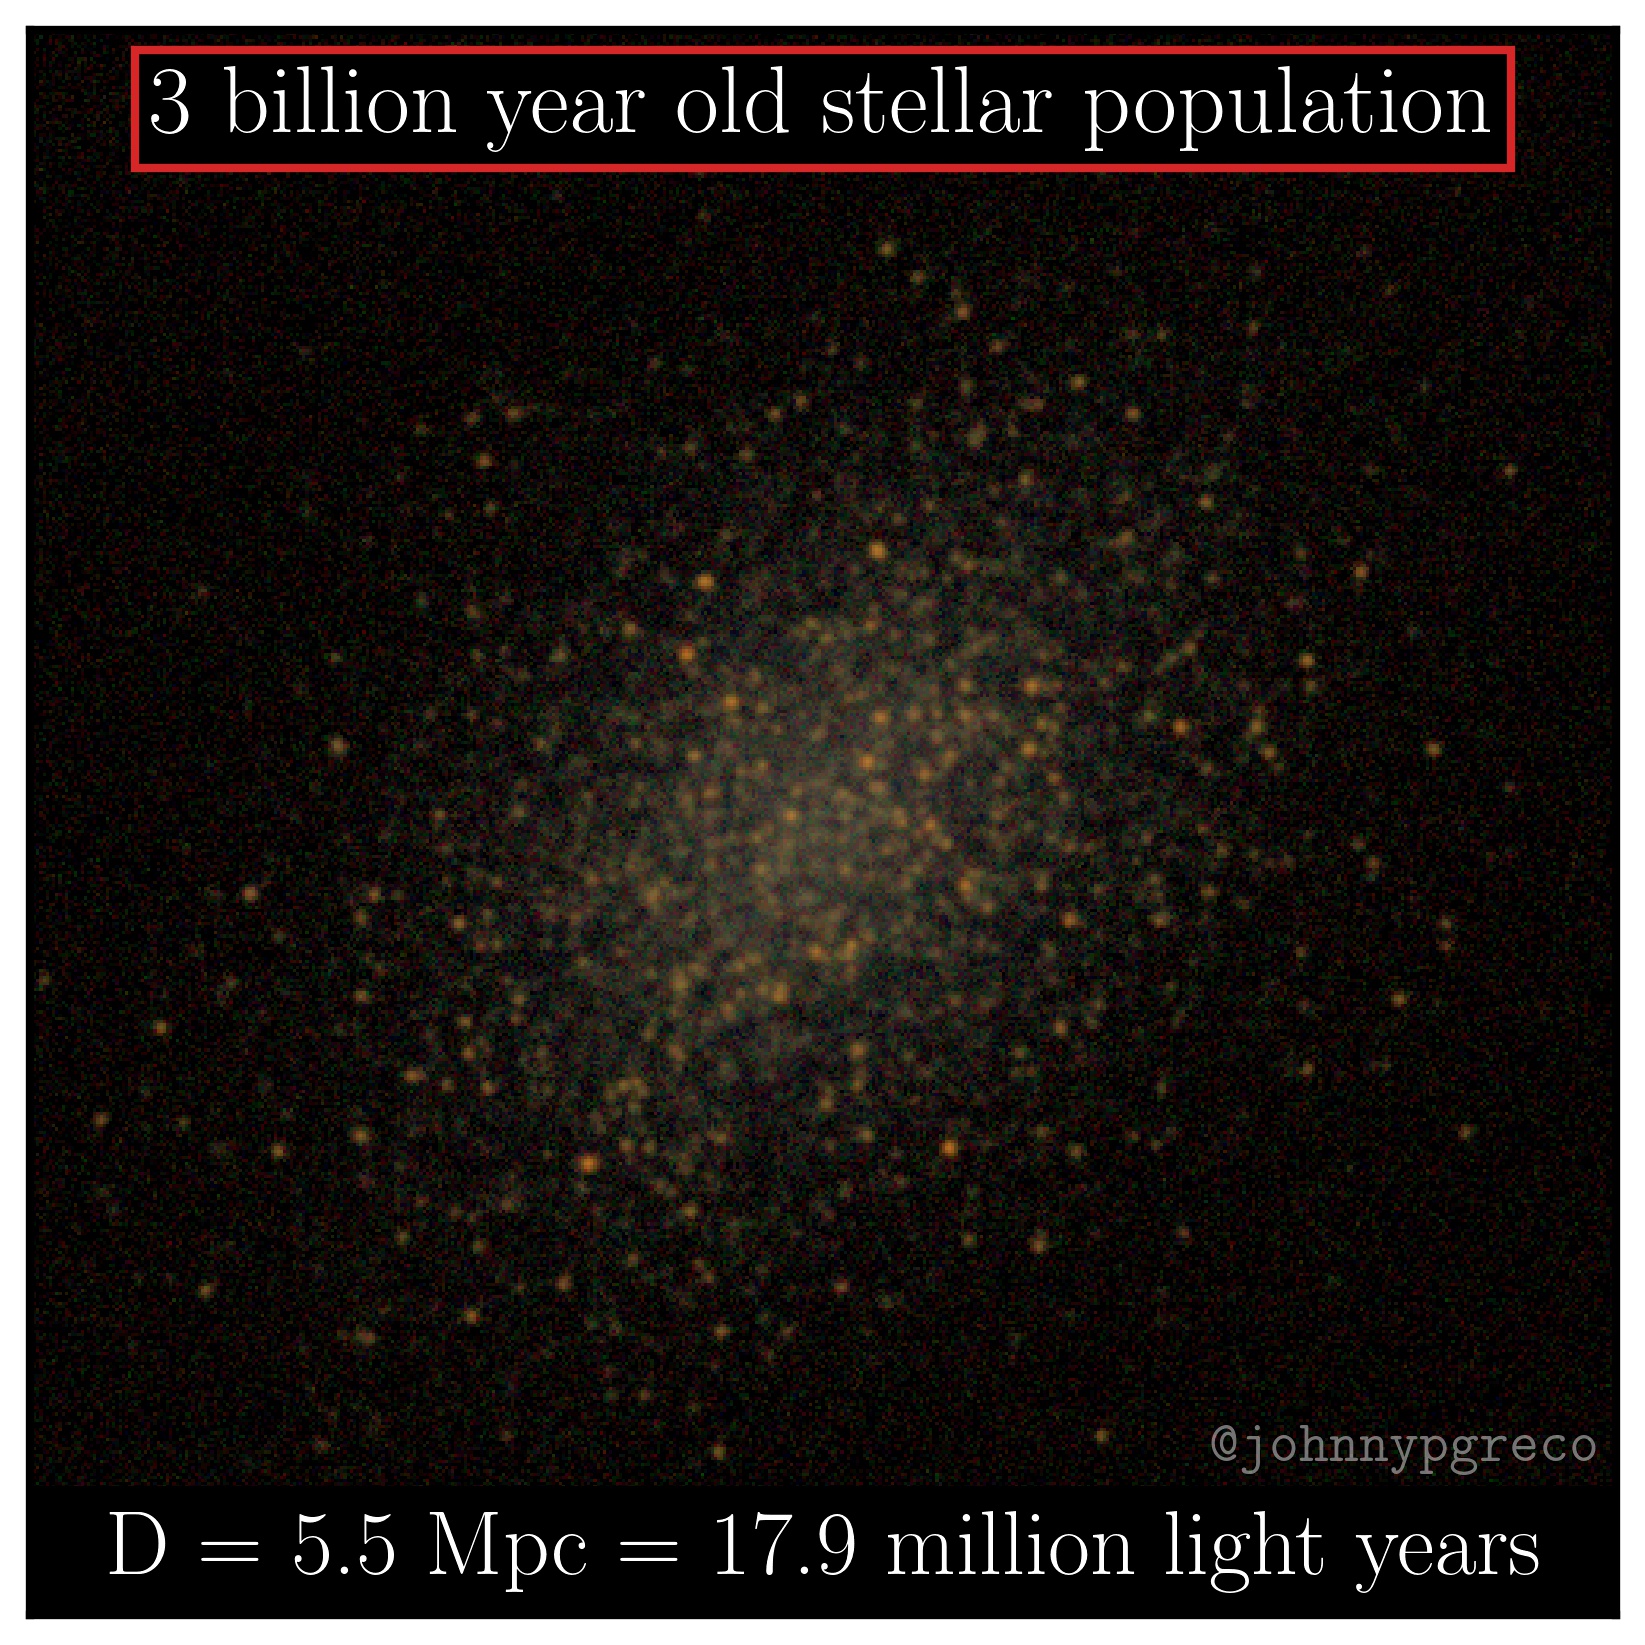 3 billion year old stellar population
@johnnypgreco
D = 5.5 Mpc = 17.9 million light years